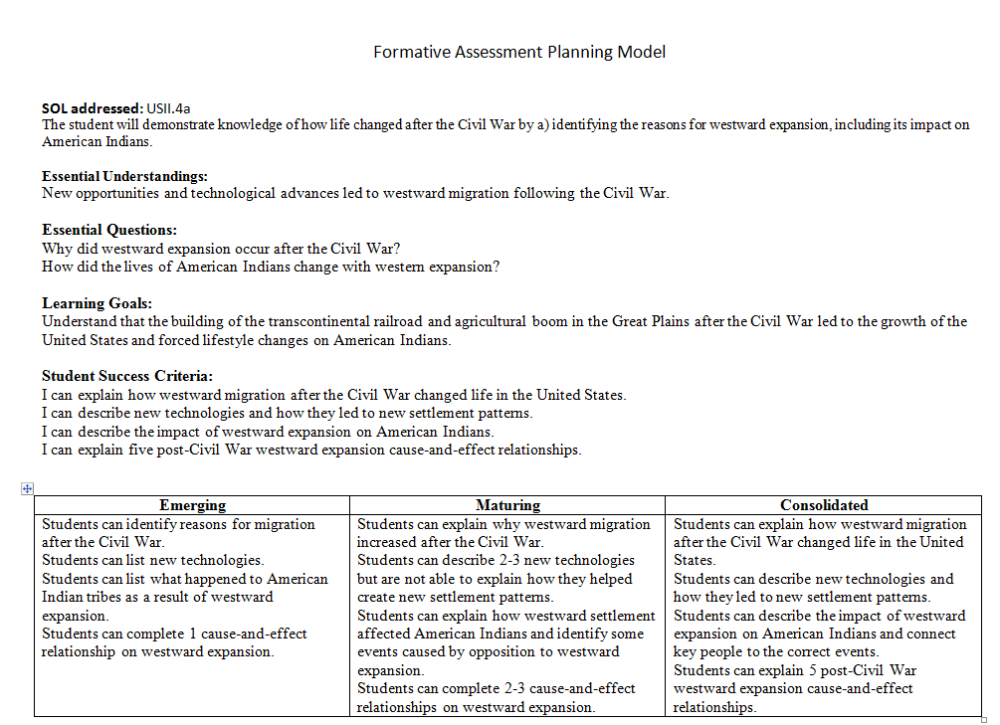 Formative Assessment Planning Model
SOL addressed: USII.4a
The student will demonstrate knowledge of how life changed after the Civil War by a) identifying the reasons for westward expansion, including its impact on
American Indians.
Essential Understandings:
New opportunities and technological advances led to westward migration following the Civil War.
Essential Questions:
Why did westward expansion occur after the Civil War?
How did the lives of American Indians change with western expansion?
Learning Goals:
Understand that the building of the transcontinental railroad and agricultural boom in the Great Plains after the Civil War led to the growth of the
United States and forced lifestyle changes on American Indians.
Student Success Criteria:
I can explain how westward migration after the Civil War changed life in the United States.
I can describe new technologies and how they led to new settlement patterns.
I can describe the impact of westward expansion on American Indians.
I can explain five post-Civil War westward expansion cause-and-effect relationships.
Emerging
Students can identify reasons for migration
after the Civil War.
Students can list new technologies.
Students can list what happened to American
Indian tribes as a result of westward
expansion.
Students can complete 1 cause-and-effect
relationship on westward expansion.
Maturing
Students can explain why westward migration
increased after the Civil War.
Students can describe 2-3 new technologies
but are not able to explain how they helped
create new settlement patterns.
Students can explain how westward settlement
affected American Indians and identify some
events caused by opposition to westward
expansion.
Students can complete 2-3 cause-and-effect
relationships on westward expansion.
Consolidated
Students can explain how westward migration
after the Civil War changed life in the United
States.
Students can describe new technologies and
how they led to new settlement patterns.
Students can describe the impact of westward
expansion on American Indians and connect
key people to the correct events.
Students can explain 5 post-Civil War
westward expansion cause-and-effect
relationships.